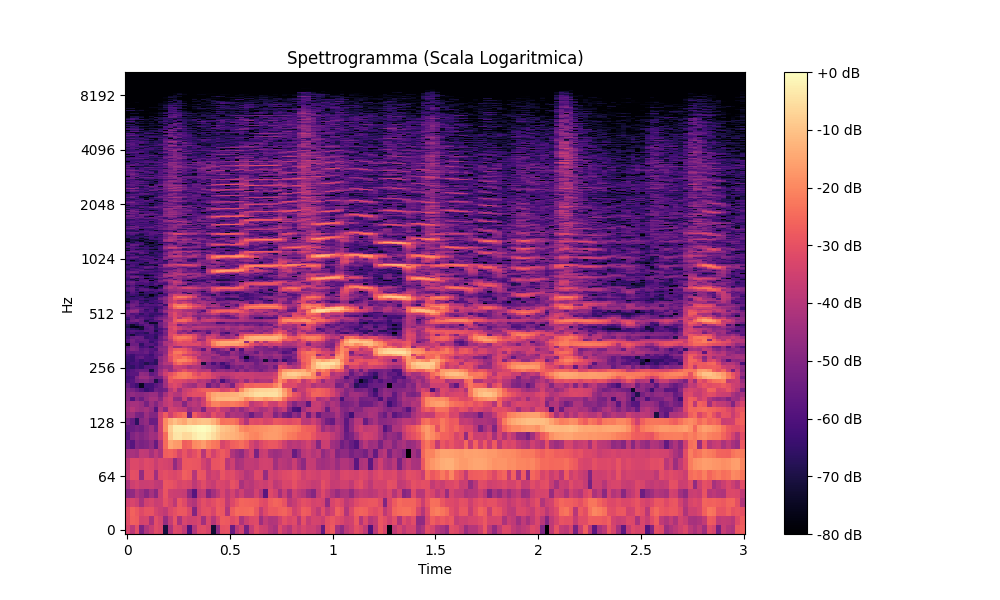 Spettrogramma (Scala Logaritmica)
+0 dB
8192
-10 dB
4096
-20 dB
2048
-30 dB
1024
Hz
512
-40 dB
256
-50 dB
128
-60 dB
64
-70 dB
0
-80 dB
0 0.5 1 1.5 2 2.5 3
Time